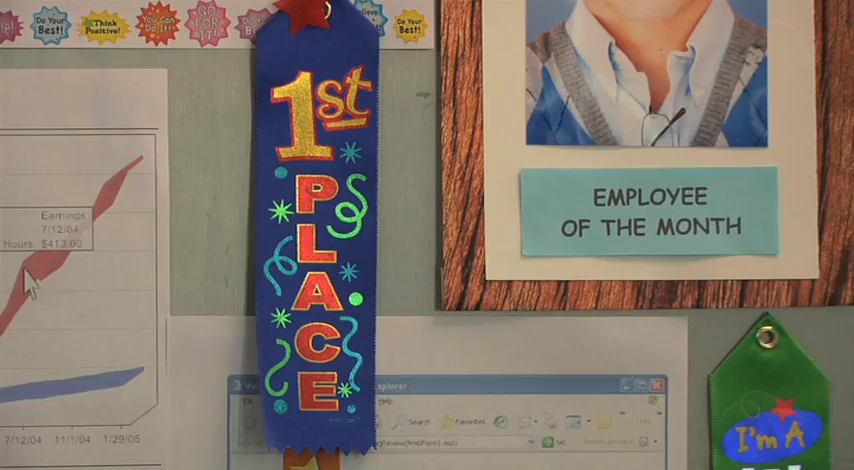 Do Your Best!
Think Positive!
You Can Do It!
GO FOR IT!
Do Your Best!
1st
PLACE
EMPLOYEE
OF THE MONTH
Earnings
7/12/04
Hours $413.00
7/12/04 11/1/04 1/29/05
Explorer
Help
Search Favorites
I'm A